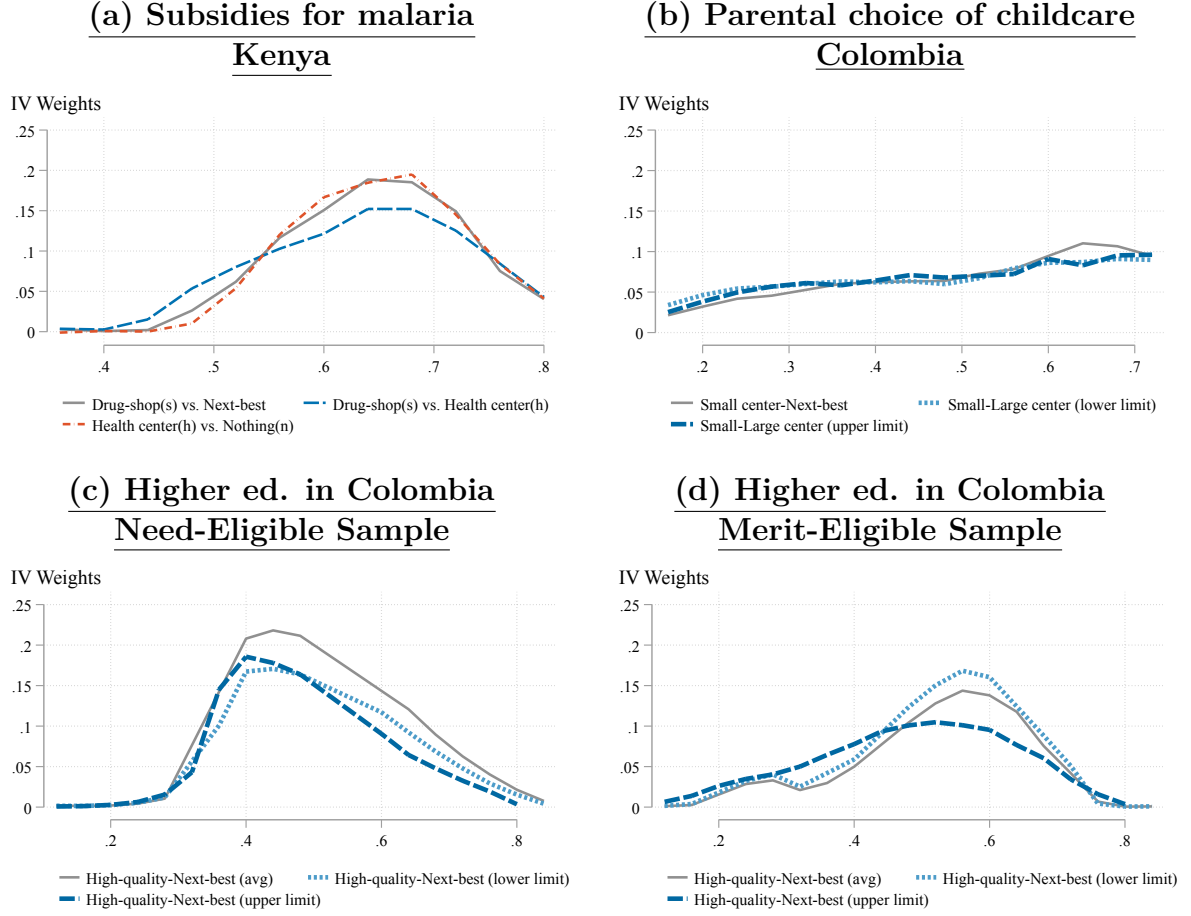 (a) Subsidies for malaria
Kenya
IV Weights
.25
.2
.15
.1
.05
0
.4 .5 .6 .7 .8
Drug-shop(s) vs. Next-best Drug-shop(s) vs. Health center(h)
Health center(h) vs. Nothing(n)
(b) Parental choice of childcare
Colombia
IV Weights
.25
.2
.15
.1
.05
0
.2 .3 .4 .5 .6 .7
Small center-Next-best Small-Large center (lower limit)
Small-Large center (upper limit)
(c) Higher ed. in Colombia
Need-Eligible Sample
IV Weights
.25
.2
.15
.1
.05
0
.2 .4 .6 .8
High-quality-Next-best (avg) High-quality-Next-best (lower limit)
High-quality-Next-best (upper limit)
(d) Higher ed. in Colombia
Merit-Eligible Sample
IV Weights
.25
.2
.15
.1
.05
0
.2 .4 .6 .8
High-quality-Next-best (avg) High-quality-Next-best (lower limit)
High-quality-Next-best (upper limit)